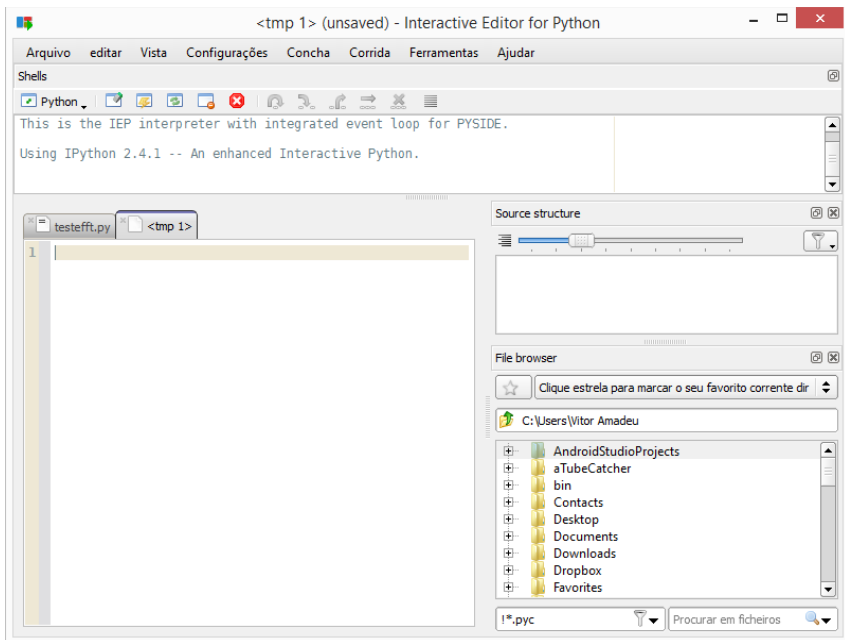 <tmp 1> (unsaved) - Interactive Editor for Python
Arquivo editar Vista Configurações Concha Corrida Ferramentas Ajudar
Shells
Python
This is the IEP interpreter with integrated event loop for PYSIDE.
Using IPython 2.4.1 -- An enhanced Interactive Python.
testefft.py <tmp 1>
1
Source structure
File browser
Clique estrela para marcar o seu favorito corrente dir
C:\Users\Vitor Amadeu
AndroidStudioProjects
aTubeCatcher
bin
Contacts
Desktop
Documents
Downloads
Dropbox
Favorites
!*.pyc Procurar em ficheiros